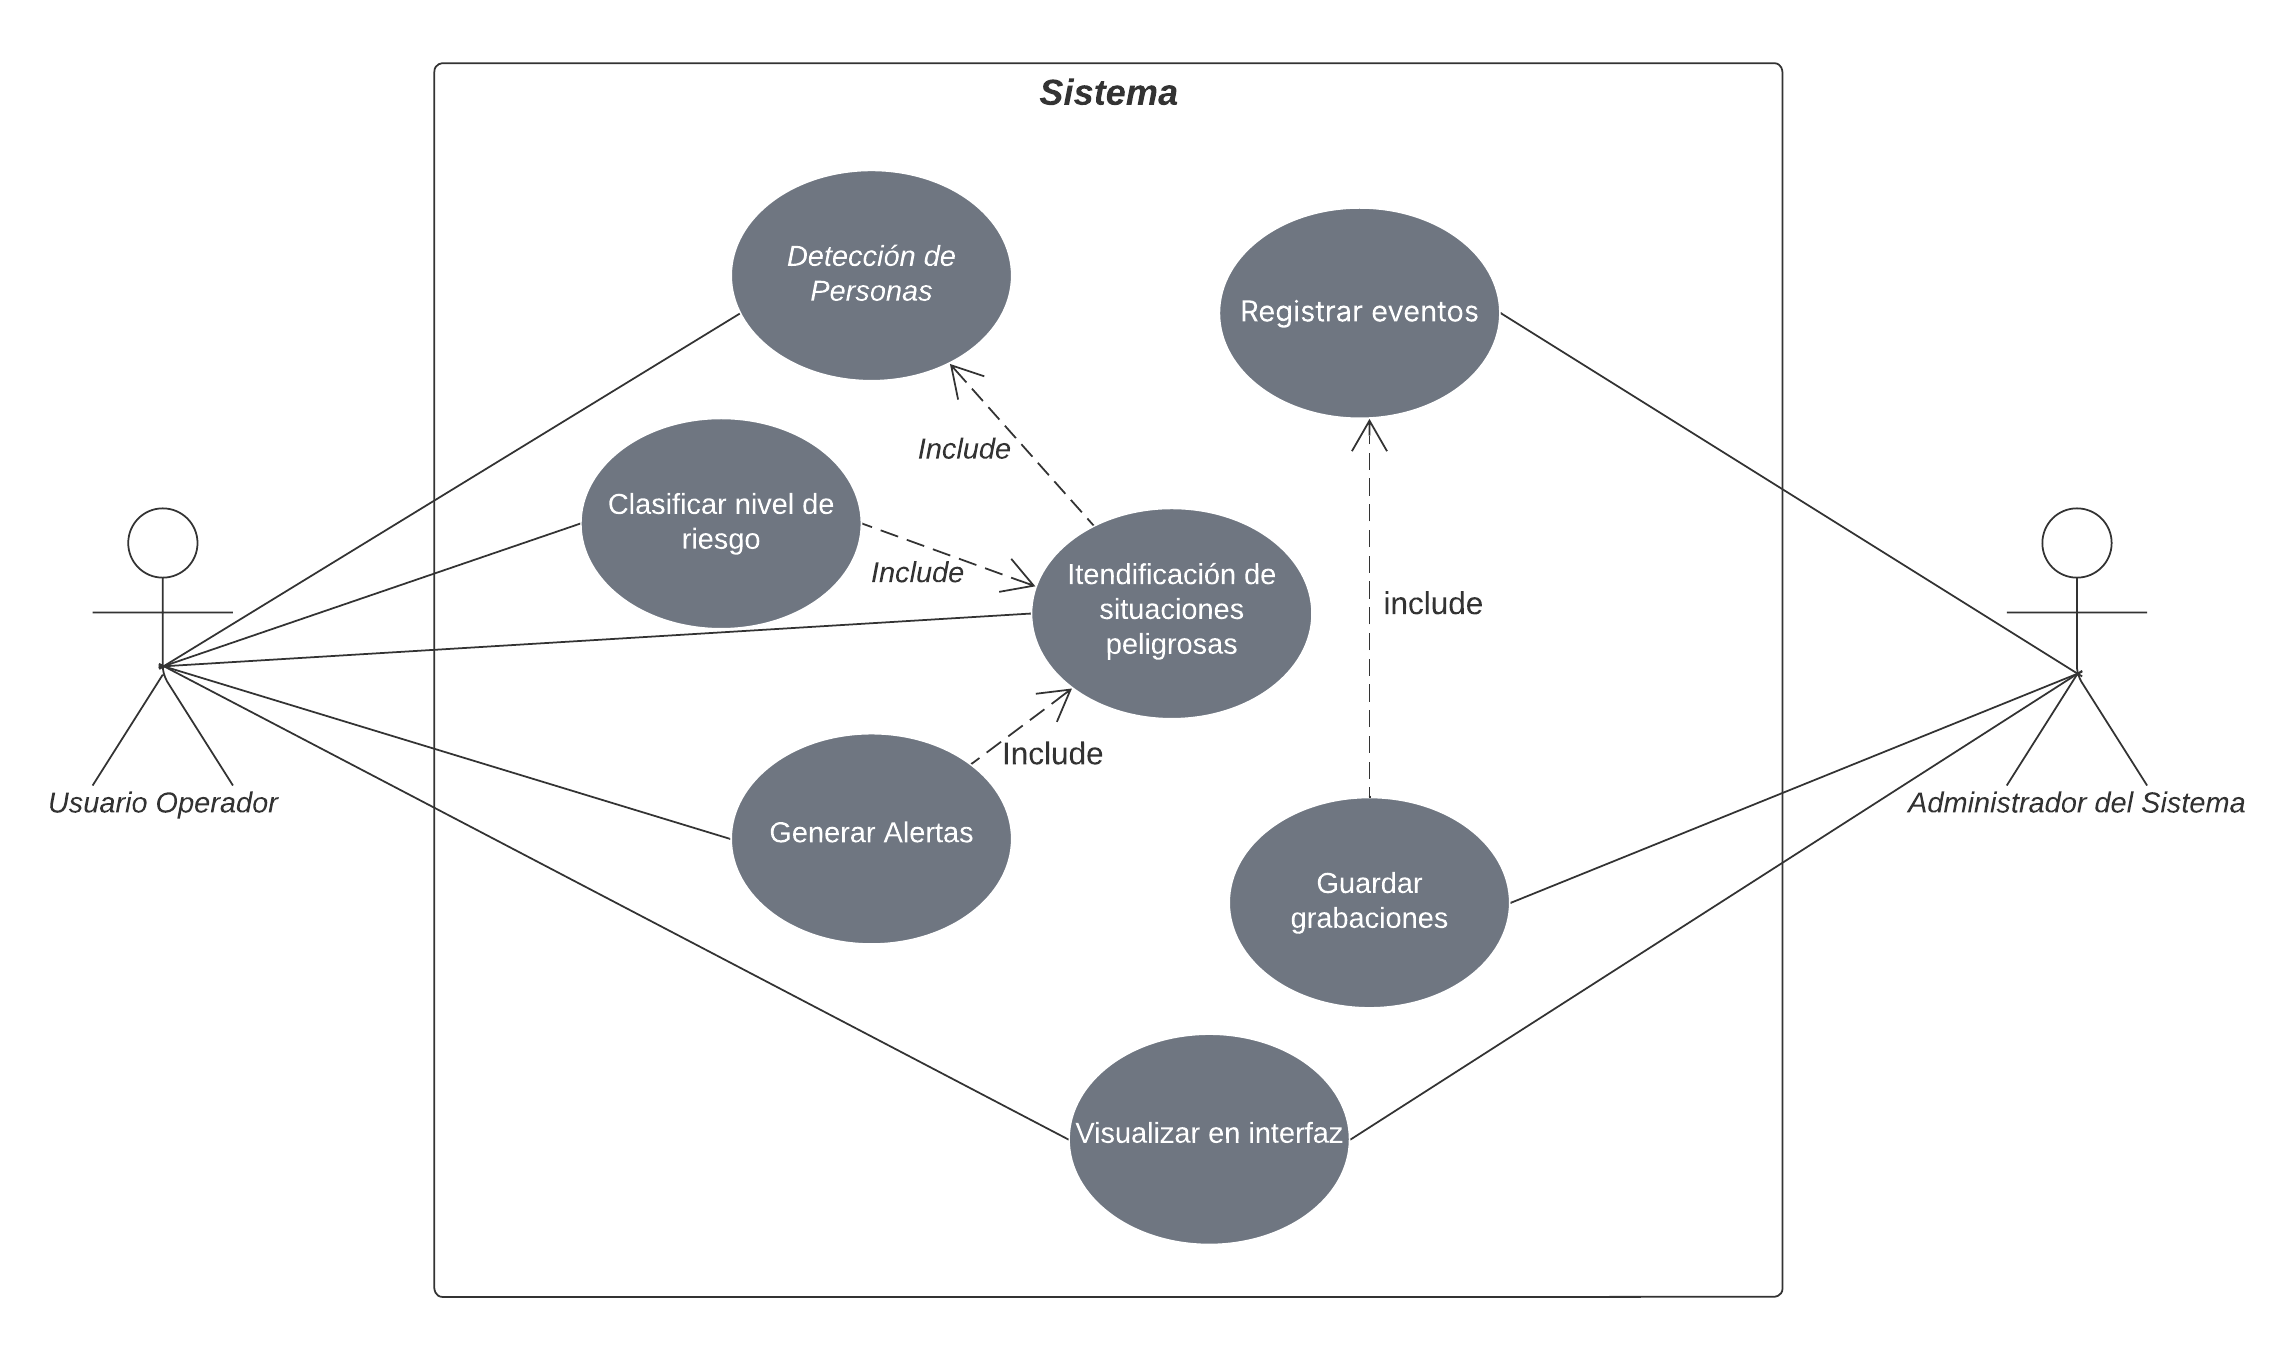 Sistema
Detección de
Personas
Registrar eventos
Include
Clasificar nivel de
riesgo
Include
Itendificación de
situaciones
peligrosas
include
Include
Usuario Operador
Administrador del Sistema
Generar Alertas
Guardar
grabaciones
Visualizar en interfaz